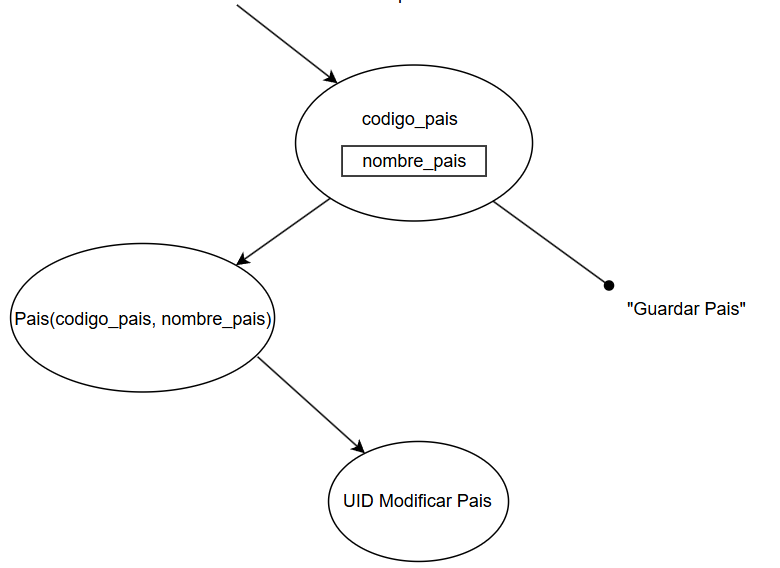 codigo_pais
nombre_pais
"Guardar Pais"
Pais(codigo_pais, nombre_pais)
UID Modificar Pais